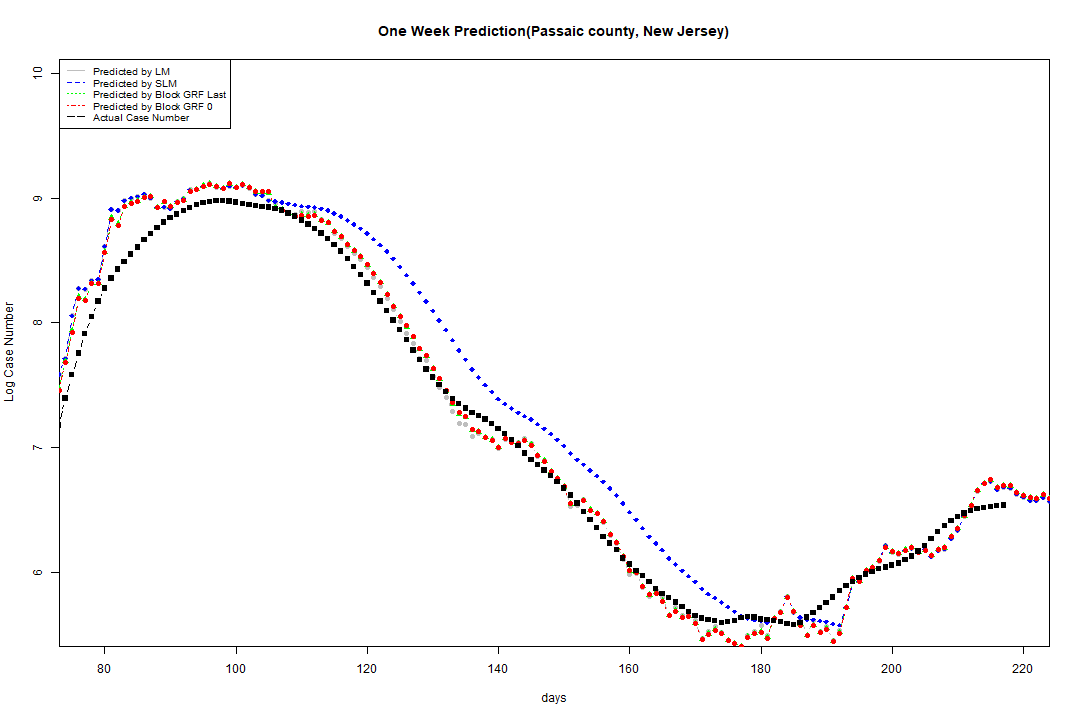 One Week Prediction(Passaic county, New Jersey)
Predicted by LM
Predicted by SLM
Predicted by Block GRF Last
Predicted by Block GRF 0
Actual Case Number
10
9
8
7
6
Log Case Number
80 100 120 140 160 180 200 220
days